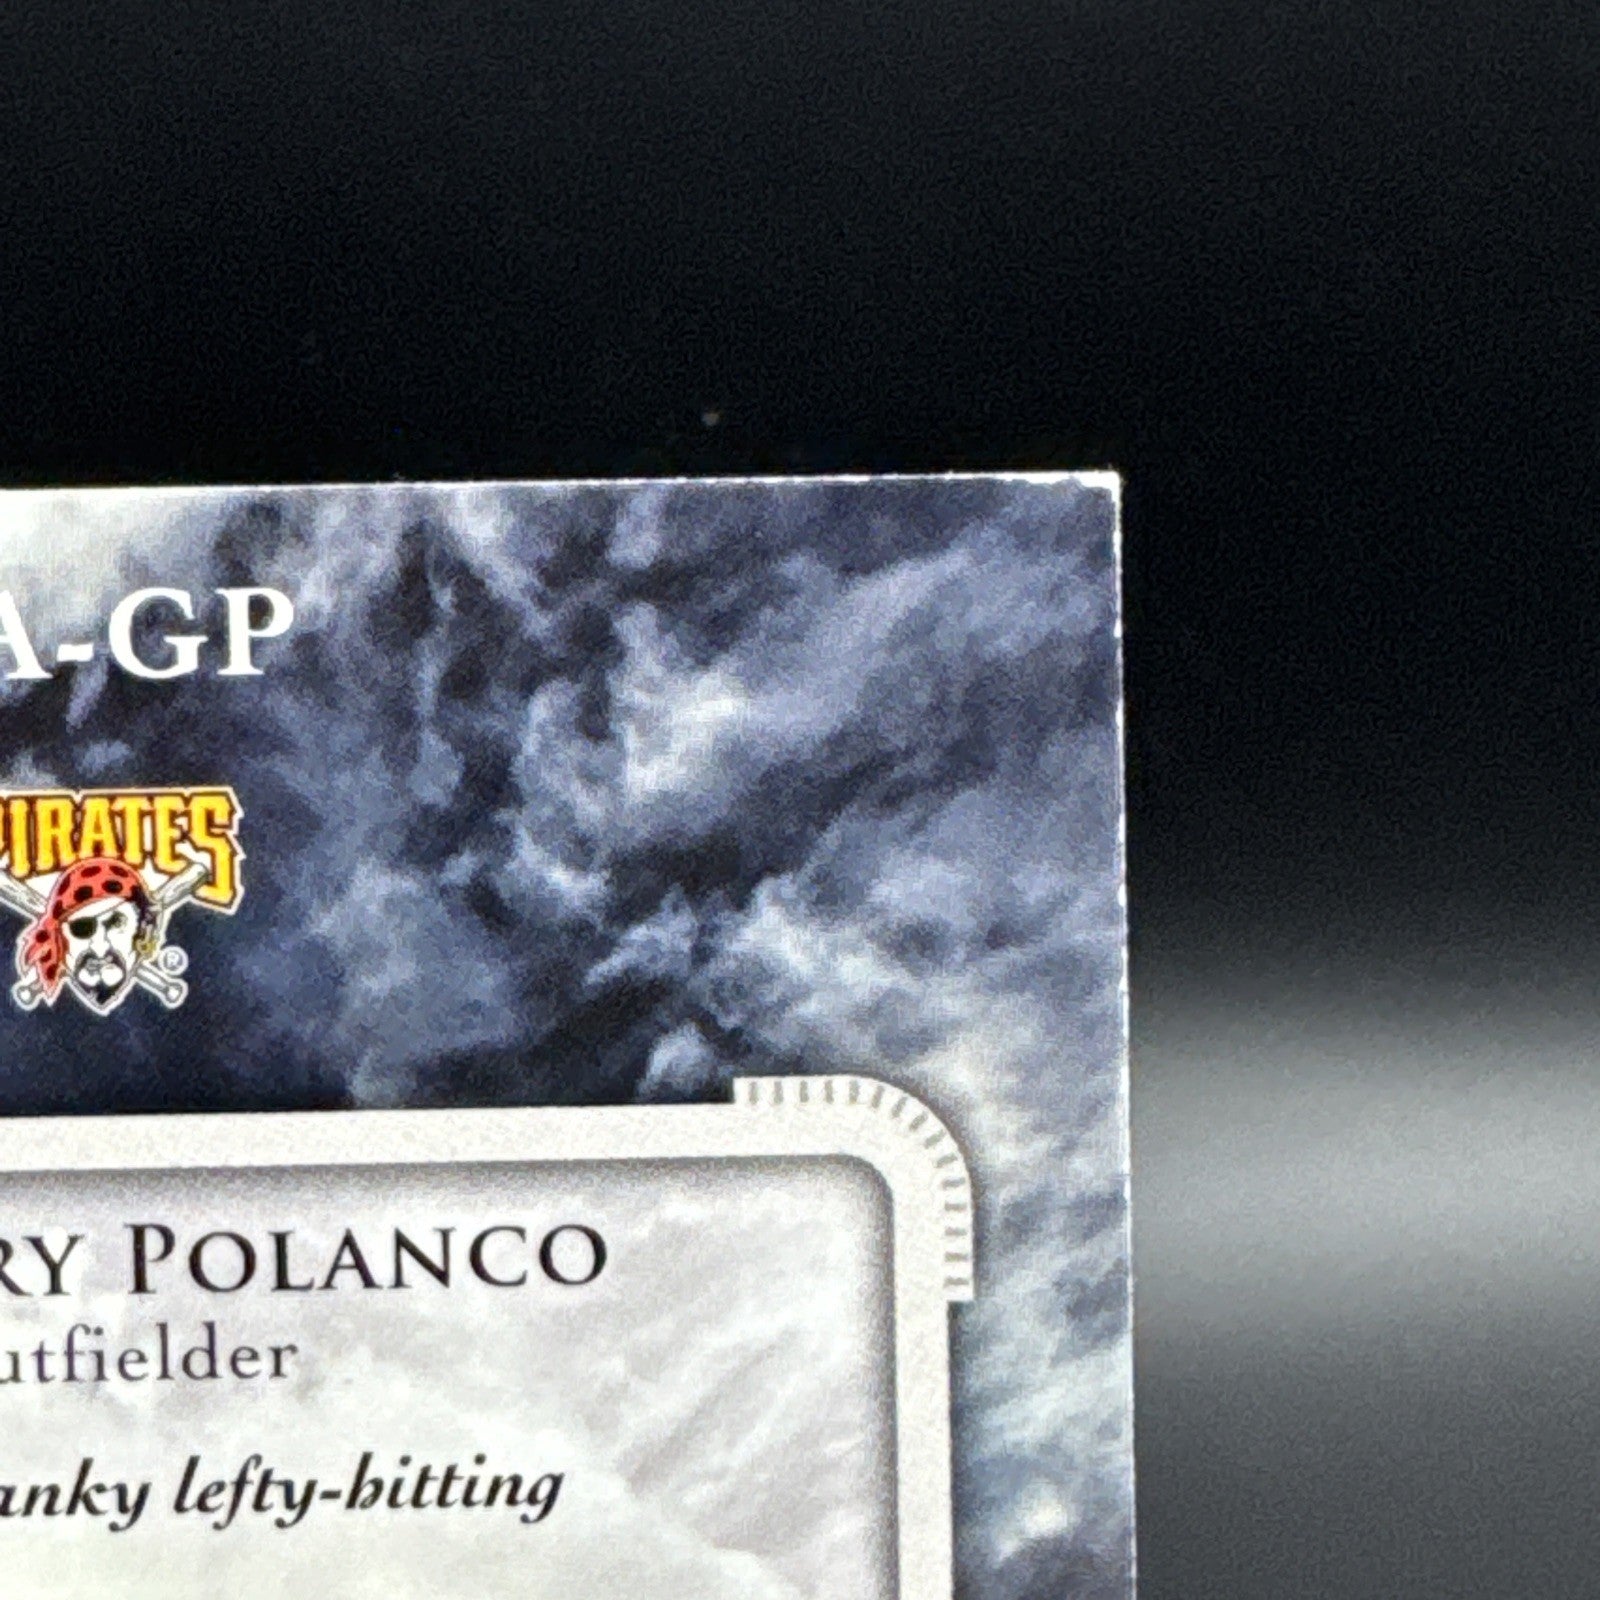 A-GP
PIRATES
®
RY POLANCO
utfielder
anky lefty-hitting